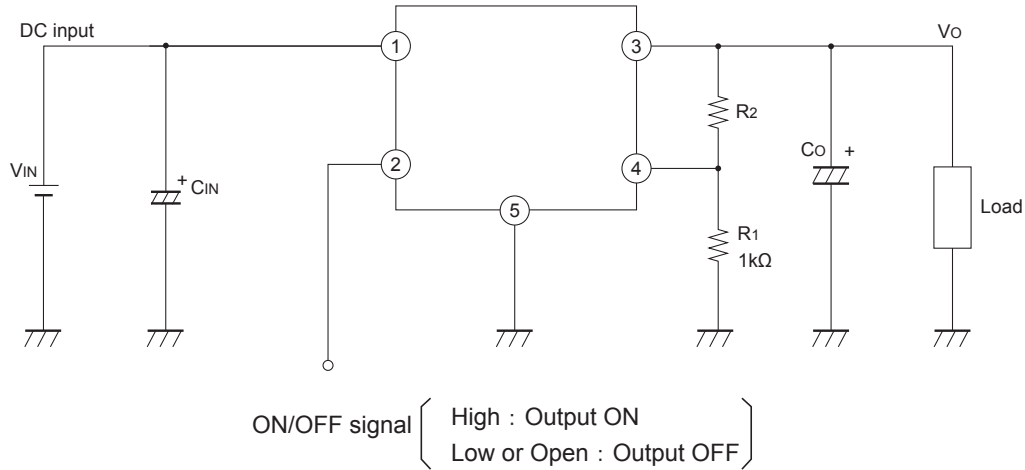 DC input
1
3
VO
R2
2
4
CO +
VIN
+ CIN
Load
5
R1
1kΩ
ON/OFF signal
High : Output ON
Low or Open : Output OFF